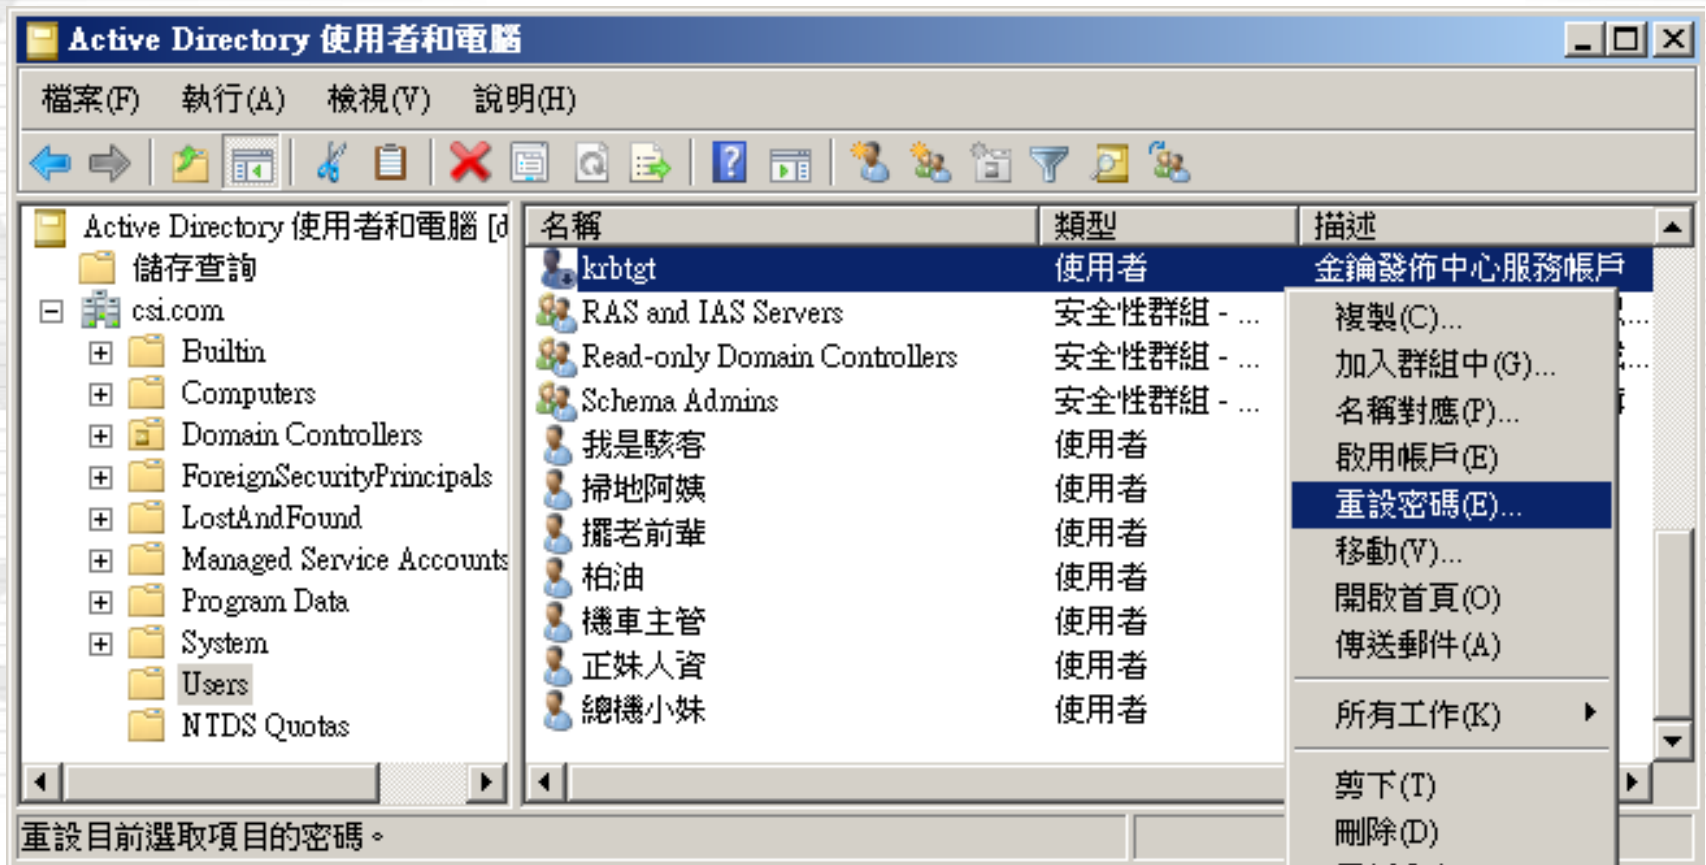 Active Directory 使用者和電腦
檔案(F) 執行(A) 檢視(V) 說明(H)
Active Directory 使用者和電腦 [d
儲存查詢
csi.com
Builtin
Computers
Domain Controllers
ForeignSecurityPrincipals
LostAndFound
Managed Service Accounts
Program Data
System
Users
NTDS Quotas
名稱 類型 描述
krbtgt 使用者 金鑰發佈中心服務帳戶
RAS and IAS Servers 安全性群組 - ...
Read-only Domain Controllers 安全性群組 - ...
Schema Admins 安全性群組 - ...
我是駭客 使用者
掃地阿姨 使用者
擺老前輩 使用者
柏油 使用者
機車主管 使用者
正妹人資 使用者
總機小妹 使用者
複製(C)...
加入群組中(G)...
名稱對應(P)...
啟用帳戶(E)
重設密碼(E)...
移動(V)...
開啟首頁(O)
傳送郵件(A)
所有工作(K)
剪下(T)
刪除(D)
重設目前選取項目的密碼。